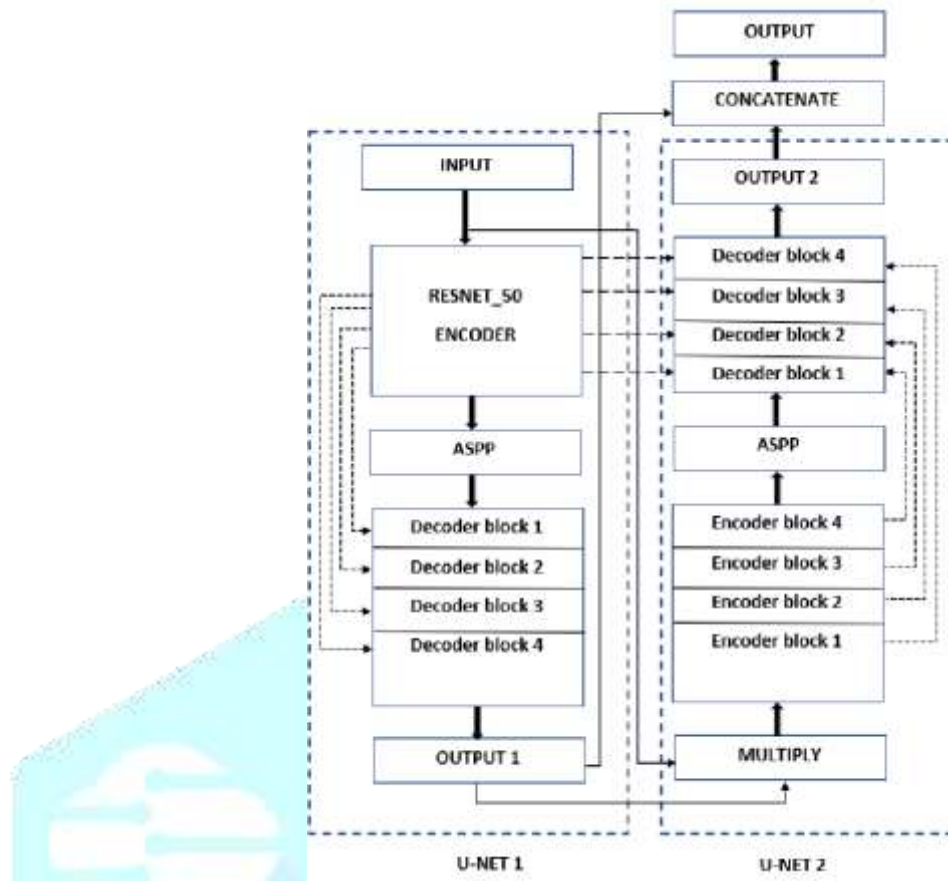 OUTPUT
CONCATENATE
INPUT
OUTPUT 2
RESNET_50
ENCODER
Decoder block 4
Decoder block 3
Decoder block 2
Decoder block 1
ASPP
ASPP
Decoder block 1
Decoder block 2
Decoder block 3
Decoder block 4
Encoder block 4
Encoder block 3
Encoder block 2
Encoder block 1
OUTPUT 1
MULTIPLY
U-NET 1
U-NET 2